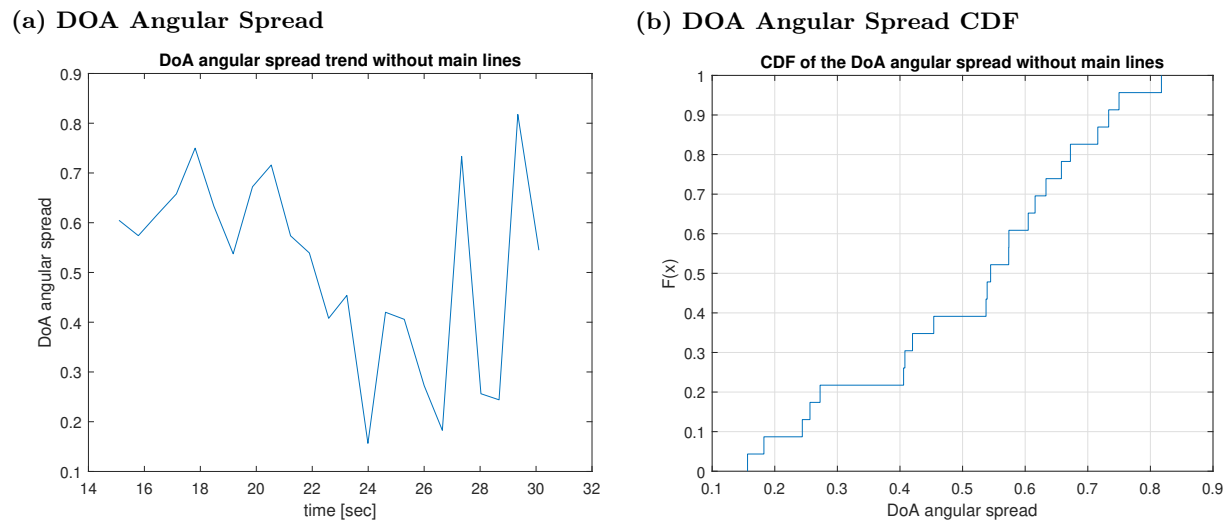 (a) DOA Angular Spread
DoA angular spread trend without main lines
0.9
0.8
0.7
0.6
0.5
0.4
0.3
0.2
0.1
DoA angular spread
14 16 18 20 22 24 26 28 30 32
time [sec]
(b) DOA Angular Spread CDF
CDF of the DoA angular spread without main lines
1
0.9
0.8
0.7
0.6
0.5
0.4
0.3
0.2
0.1
0
F(x)
0.1 0.2 0.3 0.4 0.5 0.6 0.7 0.8 0.9
DoA angular spread